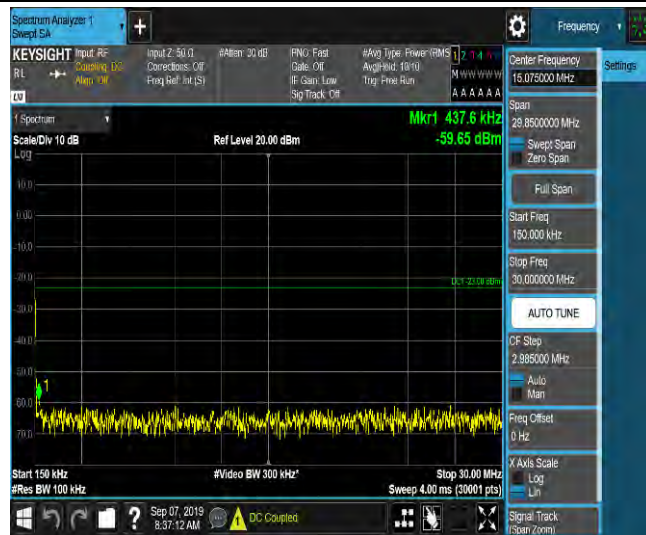 Spectrum Analyzer 1
Swept SA
Frequency
KEYSIGHT
Input: RF
Coupling: DC
Align: Off
Input Z: 50 Ω
Corrections: Off
Freq Ref: Int (S)
#Atten: 30 dB
PNO: Fast
Gate: Off
IF Gain: Low
Sig Track: Off
#Avg Type: Power (RMS
Avg|Hold: 10/10
Trig: Free Run
RL
LXI
M W W W W W
A A A A A A
Settings
1 Spectrum
Scale/Div 10 dB
Log
Ref Level 20.00 dBm
Mkr1 437.6 kHz
-59.65 dBm
10.0
0.00
-10.0
-20.0
-30.0
-40.0
-50.0
-60.0
-70.0
DL1 -23.00 dBm
1
Start 150 kHz
#Res BW 100 kHz
#Video BW 300 kHz*
Stop 30.00 MHz
Sweep 4.00 ms (30001 pts)
Center Frequency
15.075000 MHz
Span
29.8500000 MHz
Swept Span
Zero Span
Full Span
Start Freq
150.000 kHz
Stop Freq
30.000000 MHz
AUTO TUNE
CF Step
2.985000 MHz
Auto
Man
Freq Offset
0 Hz
X Axis Scale
Log
Lin
Signal Track
(Span Zoom)
?
Sep 07, 2019
8:37:12 AM
DC Coupled